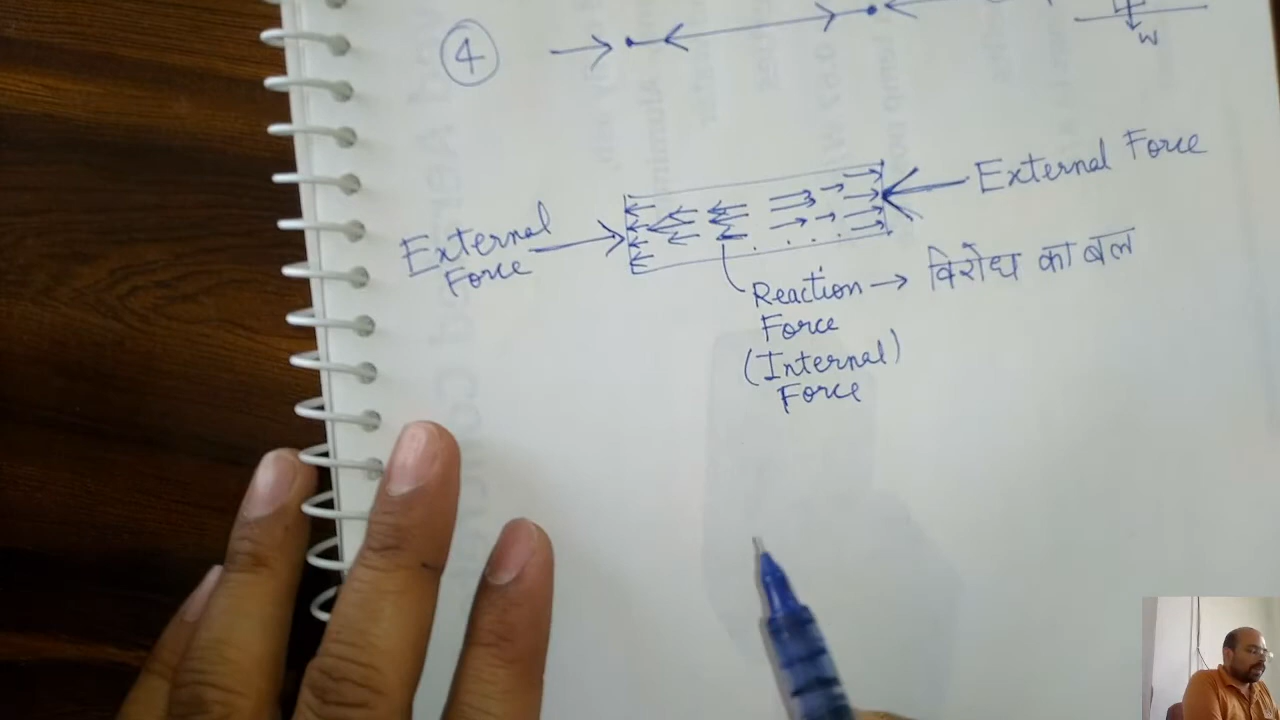 ④
W
External Force
External
Force
Reaction → विरोध का बल
Force
(Internal)
Force